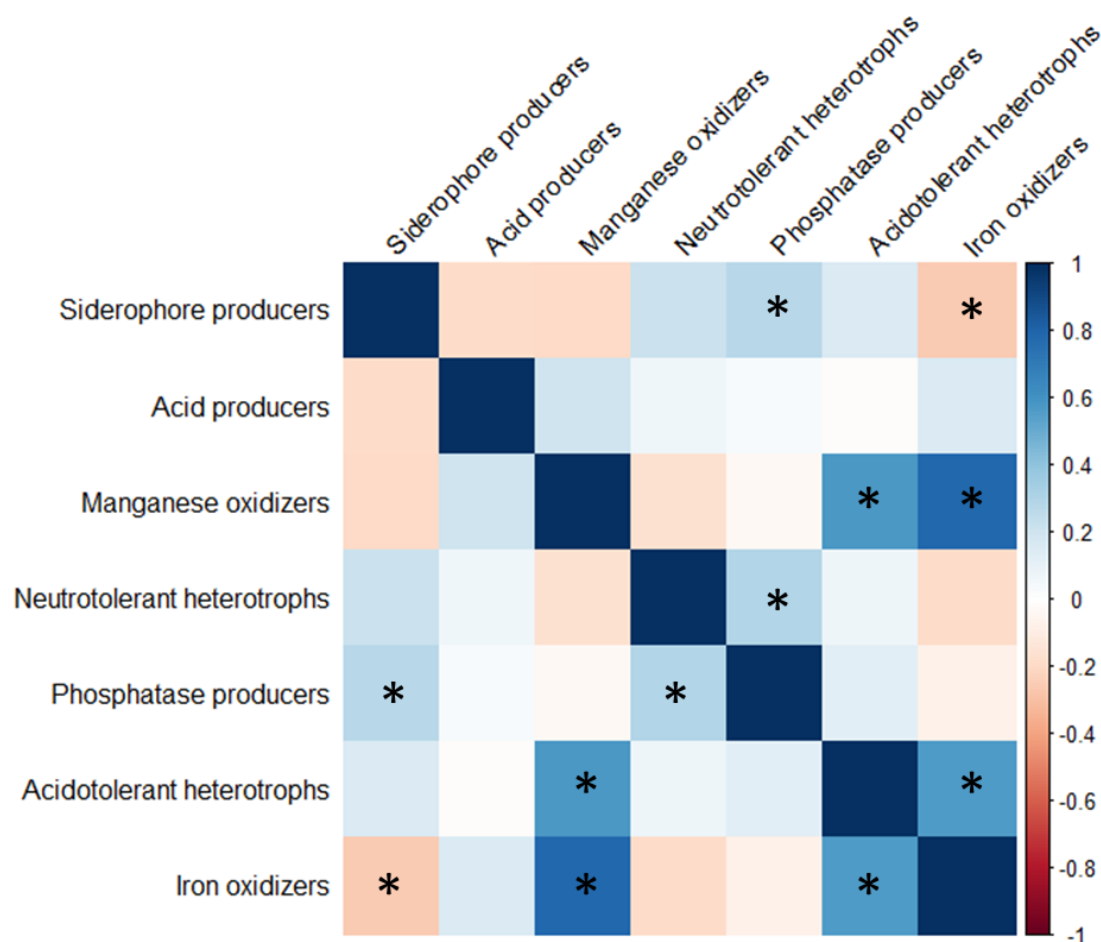 Siderophore producers
Acid producers
Manganese oxidizers
Neutrotolerant heterotrophs
Phosphatase producers
Acidotolerant heterotrophs
Iron oxidizers
Siderophore producers * *
Acid producers
Manganese oxidizers * *
Neutrotolerant heterotrophs *
Phosphatase producers * *
Acidotolerant heterotrophs * *
Iron oxidizers * * *
1
0.8
0.6
0.4
0.2
0
-0.2
-0.4
-0.6
-0.8
-1